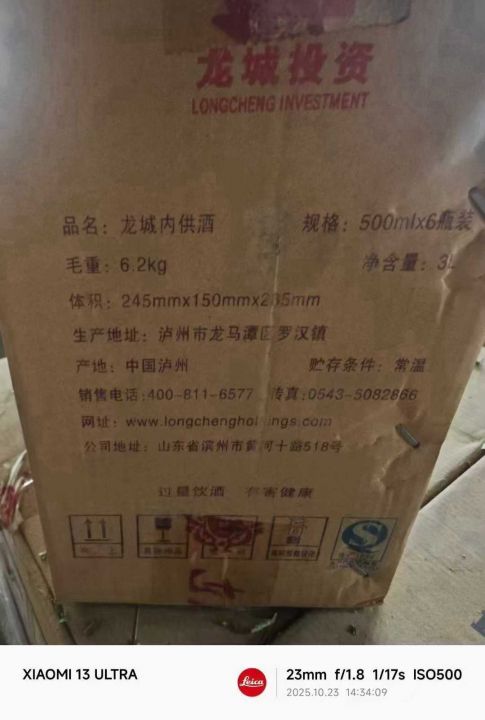 龙城投资
LONGCHENG INVESTMENT
品名：龙城内供酒 规格：500mlx6瓶装
毛重：6.2kg 净含量：3L
体积：245mmx150mmx2 5mm
生产地址：泸州市龙马潭区罗汉镇
产地：中国泸州 贮存条件：常温
销售电话:400-811-6577 传真:0543-5082866
网址：www.longchengholdings.com
公司地址：山东省滨州市黄河十路518号
过量饮酒 有害健康
XIAOMI 13 ULTRA
Leica
23mm f/1.8 1/17s ISO500
2025.10.23 14:34:09